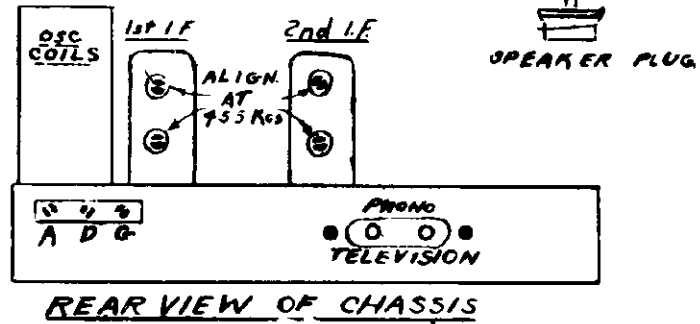 OSC
COILS
1st I.F.
2nd I.F.
SPEAKER PLUG
ALIGN.
AT
455 KCS
A D G
PHONO
TELEVISION
REAR VIEW OF CHASSIS